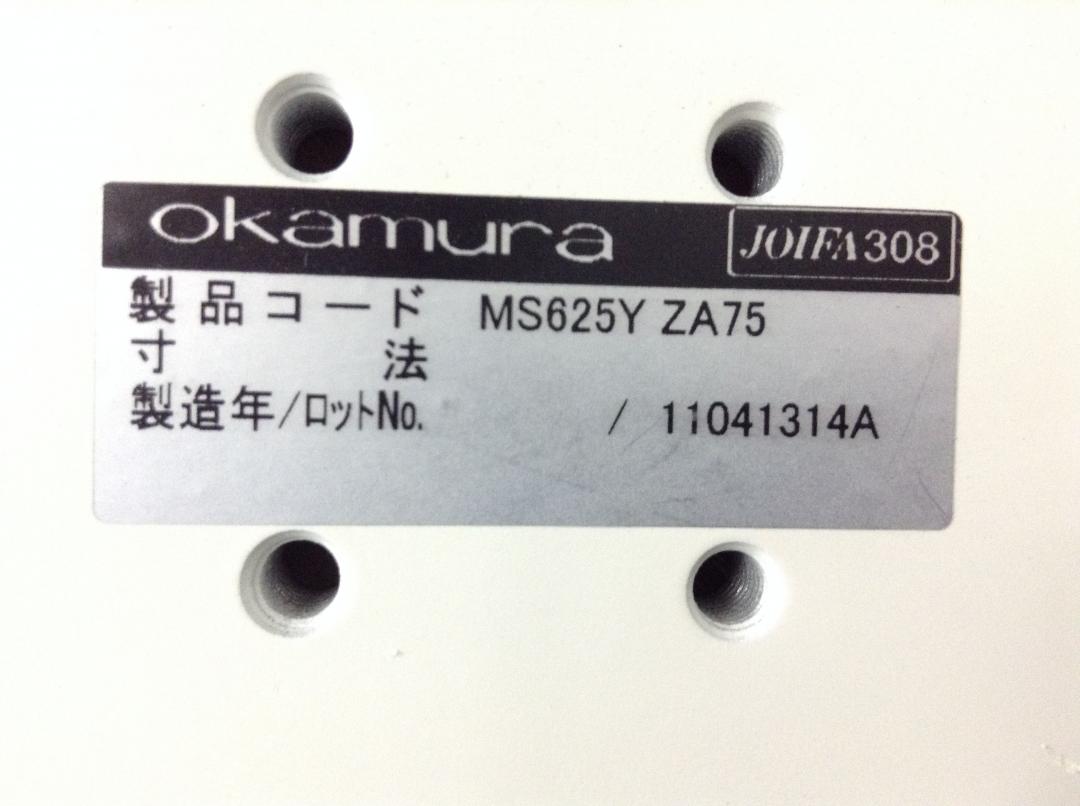 okamura JOIFA308
製品コード MS625Y ZA75
寸法
製造年/ロットNo. / 11041314A